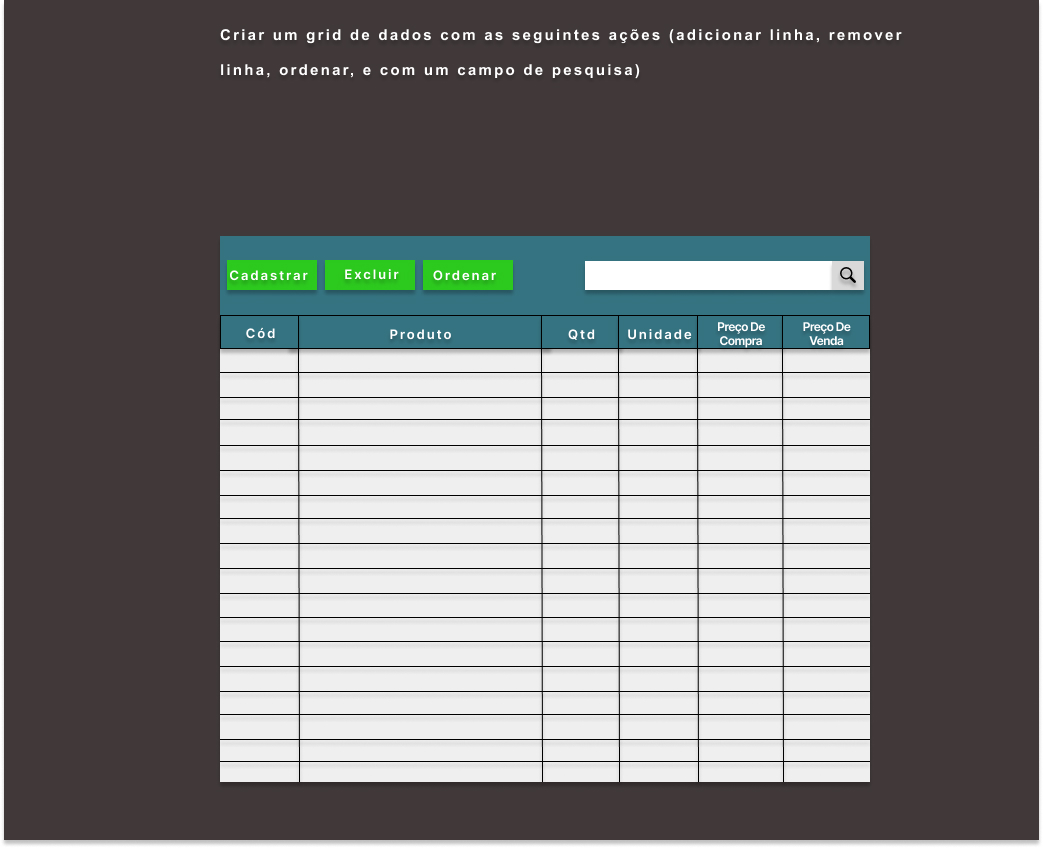 Criar um grid de dados com as seguintes ações (adicionar linha, remover
linha, ordenar, e com um campo de pesquisa)
Cadastrar Excluir Ordenar
Cód Produto Qtd Unidade Preço De Compra Preço De Venda